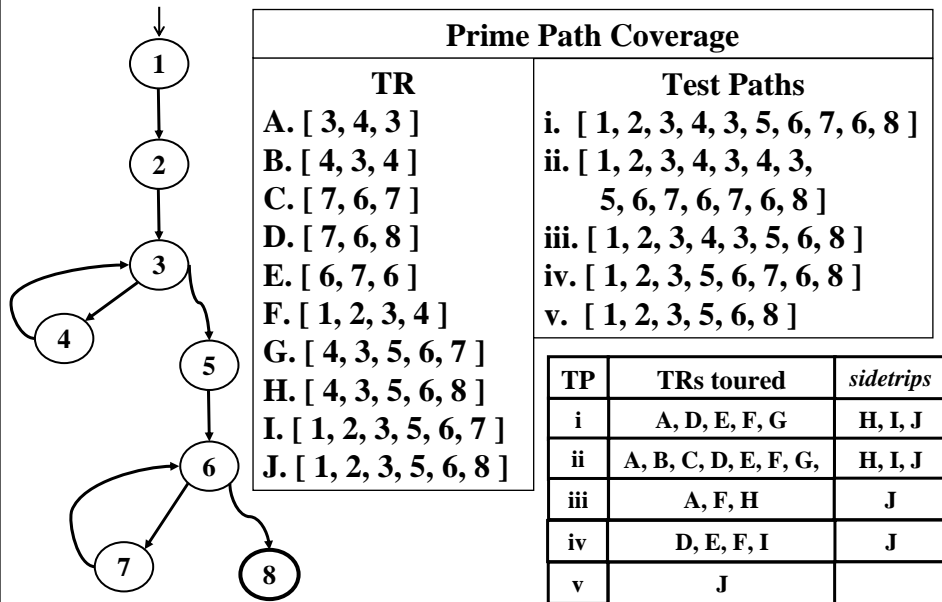 1
2
3
4
5
6
7
8
Prime Path Coverage
TR
A. [ 3, 4, 3 ]
B. [ 4, 3, 4 ]
C. [ 7, 6, 7 ]
D. [ 7, 6, 8 ]
E. [ 6, 7, 6 ]
F. [ 1, 2, 3, 4 ]
G. [ 4, 3, 5, 6, 7 ]
H. [ 4, 3, 5, 6, 8 ]
I. [ 1, 2, 3, 5, 6, 7 ]
J. [ 1, 2, 3, 5, 6, 8 ]
Test Paths
i. [ 1, 2, 3, 4, 3, 5, 6, 7, 6, 8 ]
ii. [ 1, 2, 3, 4, 3, 4, 3,
5, 6, 7, 6, 7, 6, 8 ]
iii. [ 1, 2, 3, 4, 3, 5, 6, 8 ]
iv. [ 1, 2, 3, 5, 6, 7, 6, 8 ]
v. [ 1, 2, 3, 5, 6, 8 ]
TP TRs toured sidetrips
i A, D, E, F, G H, I, J
ii A, B, C, D, E, F, G, H, I, J
iii A, F, H J
iv D, E, F, I J
v J